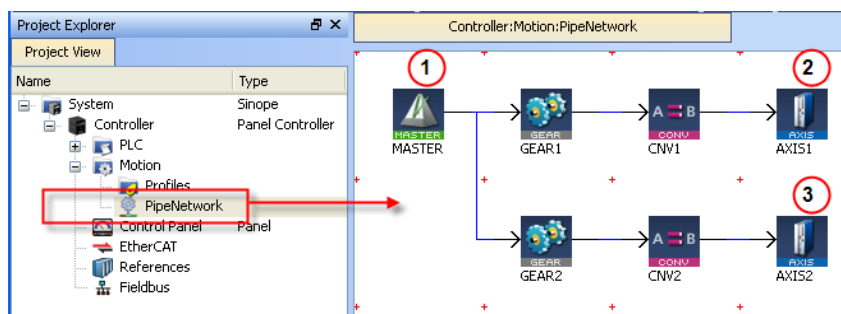 Project Explorer
Project View
Name Type
System Sinope
Controller Panel Controller
PLC
Motion
Profiles
PipeNetwork
Control Panel Panel
EtherCAT
References
Fieldbus
Controller:Motion:PipeNetwork
1 2
MASTER GEAR A B CONV AXIS
MASTER GEAR1 CNV1 AXIS1
3
GEAR A B CONV AXIS
GEAR2 CNV2 AXIS2